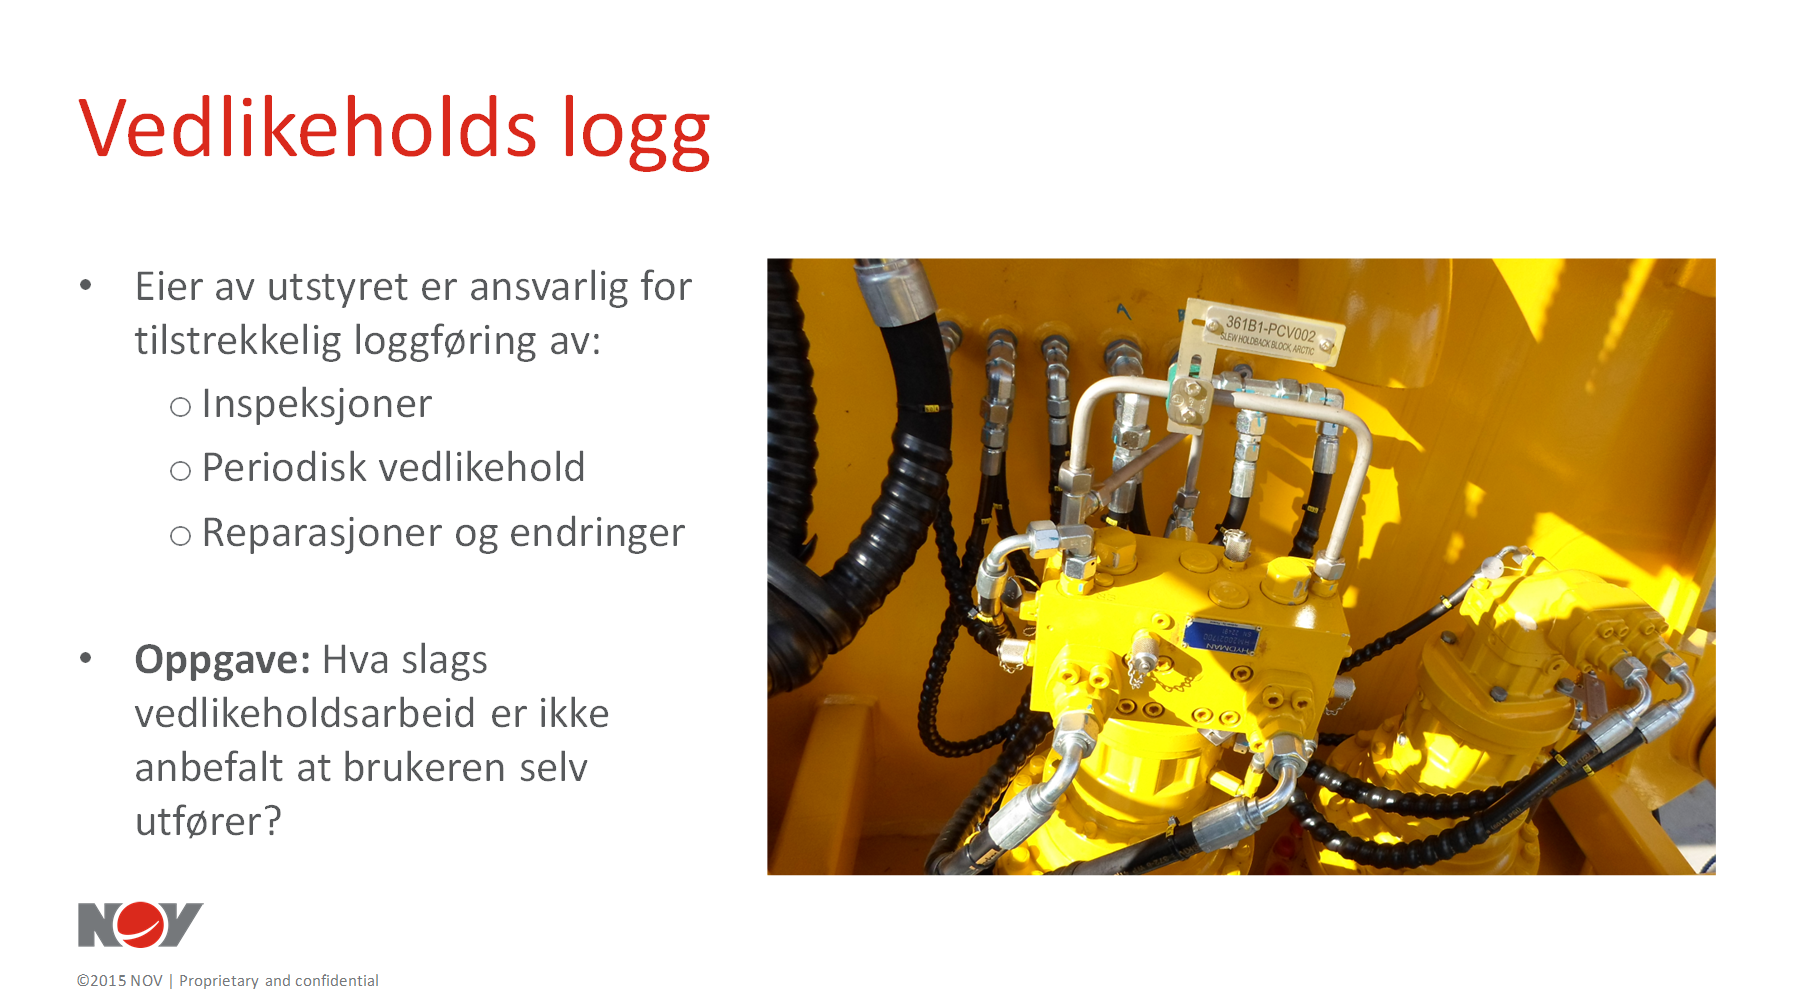 Vedlikeholds logg
• Eier av utstyret er ansvarlig for
tilstrekkelig loggføring av:
o Inspeksjoner
o Periodisk vedlikehold
o Reparasjoner og endringer
• Oppgave: Hva slags
vedlikeholdsarbeid er ikke
anbefalt at brukeren selv
utfører?
A
361B1-PCV002
SLEW HOLDBACK BLOCK, ARCTIC
HYDMAN
NOV
©2015 NOV | Proprietary and confidential